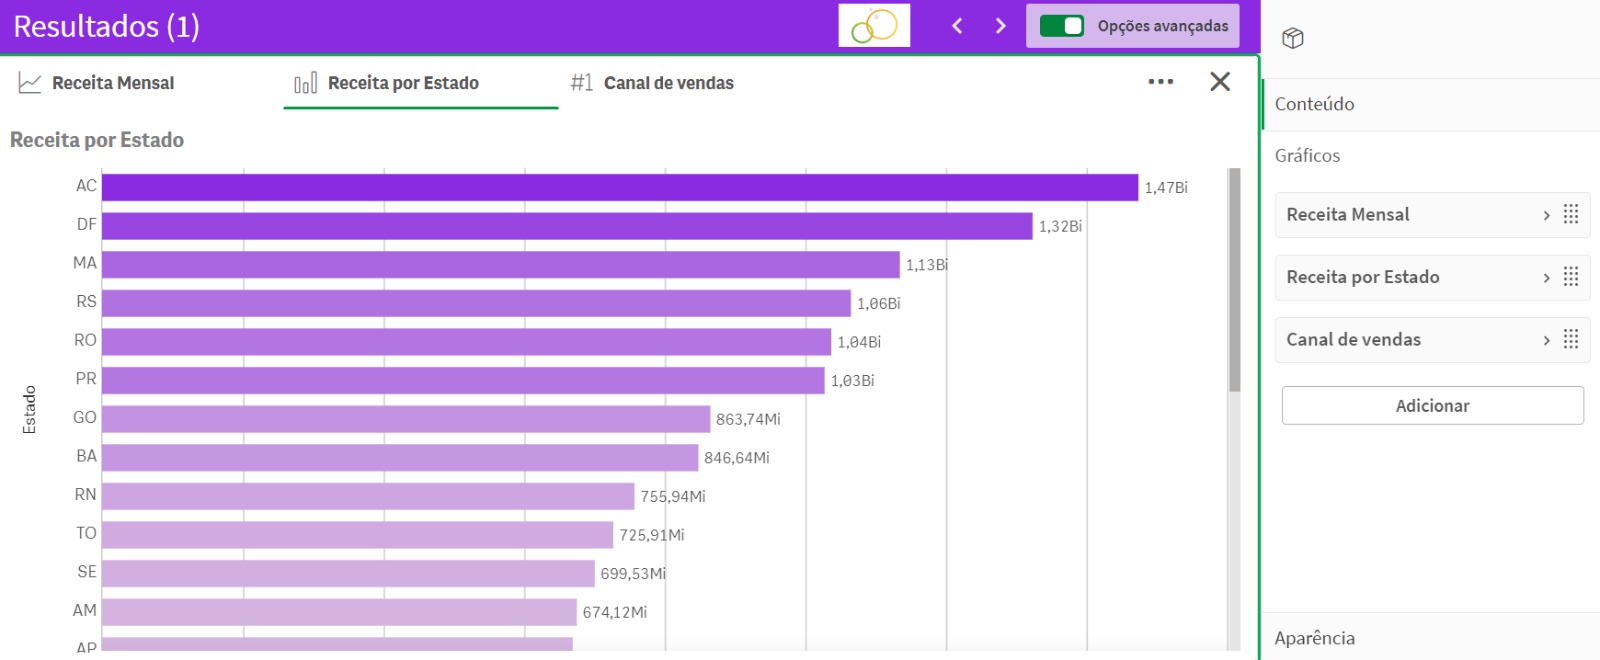 Resultados (1)
Opções avançadas
Receita Mensal
Receita por Estado
#1 Canal de vendas
Receita por Estado
Estado
AC 1,47Bi
DF 1,32Bi
MA 1,13Bi
RS 1,06Bi
RO 1,04Bi
PR 1,03Bi
GO 863,74Mi
BA 846,64Mi
RN 755,94Mi
TO 725,91Mi
SE 699,53Mi
AM 674,12Mi
AP
Conteúdo
Gráficos
Receita Mensal
Receita por Estado
Canal de vendas
Adicionar
Aparência